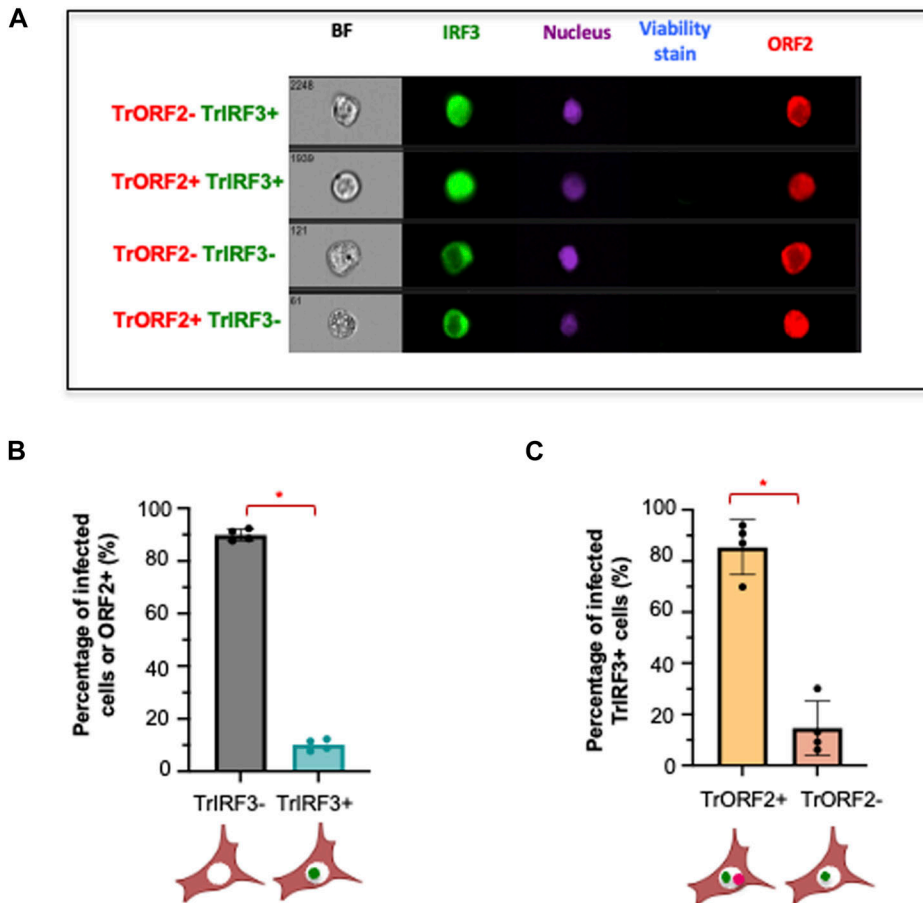 A
BF IRF3 Nucleus Viability stain ORF2
2248
TrORF2- TrIRF3+
1939
TrORF2+ TrIRF3+
121
TrORF2- TrIRF3-
61
TrORF2+ TrIRF3-
B
Percentage of infected
cells or ORF2+ (%)
*
100
80
60
40
20
0
TrIRF3- TrIRF3+
C
Percentage of infected
TrIRF3+ cells (%)
*
100
80
60
40
20
0
TrORF2+ TrORF2-